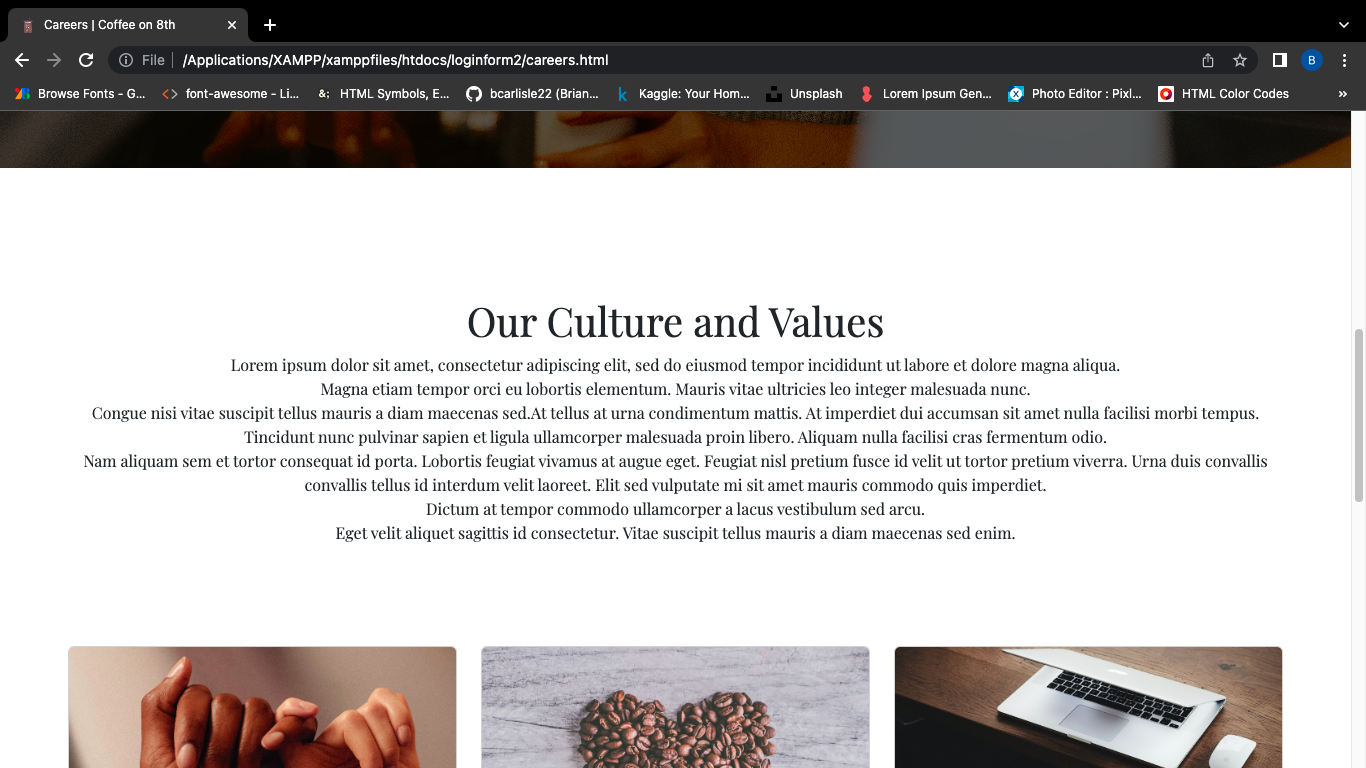 Careers | Coffee on 8th
File
/Applications/XAMPP/xamppfiles/htdocs/loginform2/careers.html
B
Browse Fonts - G...
font-awesome - Li...
&; HTML Symbols, E...
bcarlisle22 (Brian...
k Kaggle: Your Hom...
Unsplash
Lorem Ipsum Gen...
Photo Editor : Pixl...
HTML Color Codes
»
Our Culture and Values
Lorem ipsum dolor sit amet, consectetur adipiscing elit, sed do eiusmod tempor incididunt ut labore et dolore magna aliqua.
Magna etiam tempor orci eu lobortis elementum. Mauris vitae ultricies leo integer malesuada nunc.
Congue nisi vitae suscipit tellus mauris a diam maecenas sed.At tellus at urna condimentum mattis. At imperdiet dui accumsan sit amet nulla facilisi morbi tempus.
Tincidunt nunc pulvinar sapien et ligula ullamcorper malesuada proin libero. Aliquam nulla facilisi cras fermentum odio.
Nam aliquam sem et tortor consequat id porta. Lobortis feugiat vivamus at augue eget. Feugiat nisl pretium fusce id velit ut tortor pretium viverra. Urna duis convallis
convallis tellus id interdum velit laoreet. Elit sed vulputate mi sit amet mauris commodo quis imperdiet.
Dictum at tempor commodo ullamcorper a lacus vestibulum sed arcu.
Eget velit aliquet sagittis id consectetur. Vitae suscipit tellus mauris a diam maecenas sed enim.